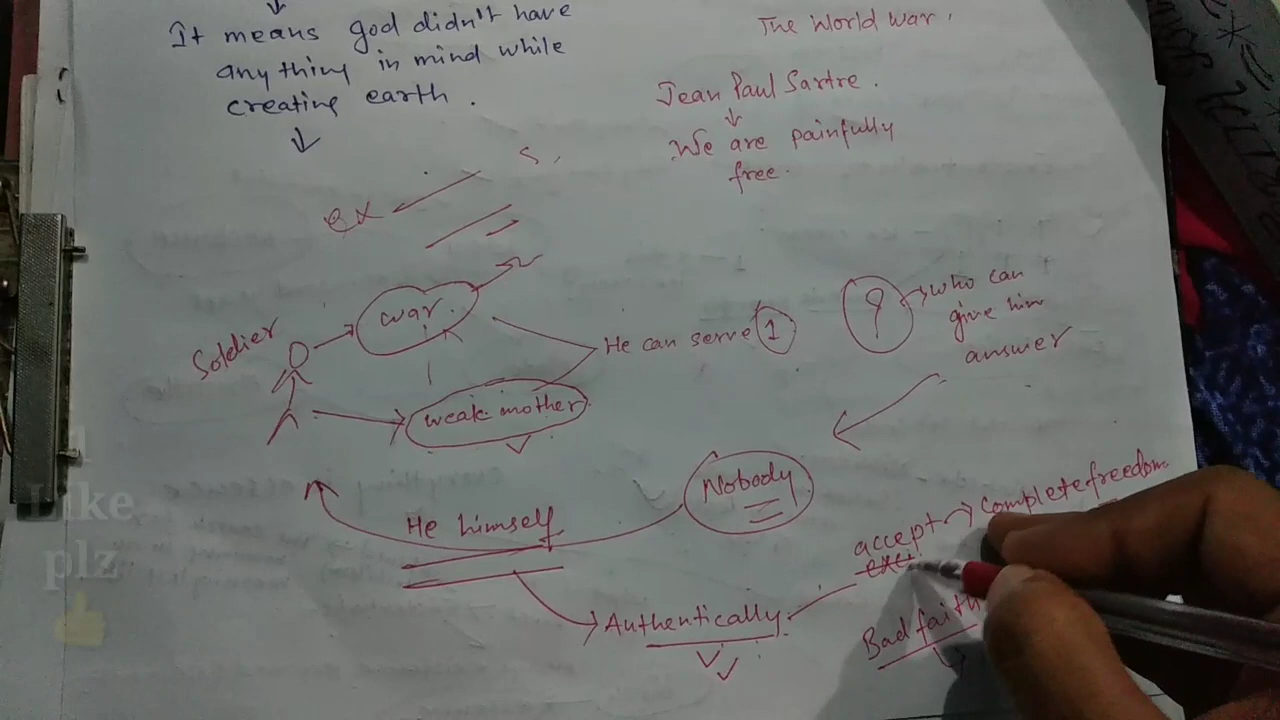 It means god didn't have
anything in mind while
creating earth.
The World War.
Jean Paul Sartre.
We are painfully
free.
ex
S.
Soldier
war.
weak mother
He can serve 1
?
who can
give him
answer
Nobody
He himself
Authentically
accept → complete freedom
Bad faith
Like
plz